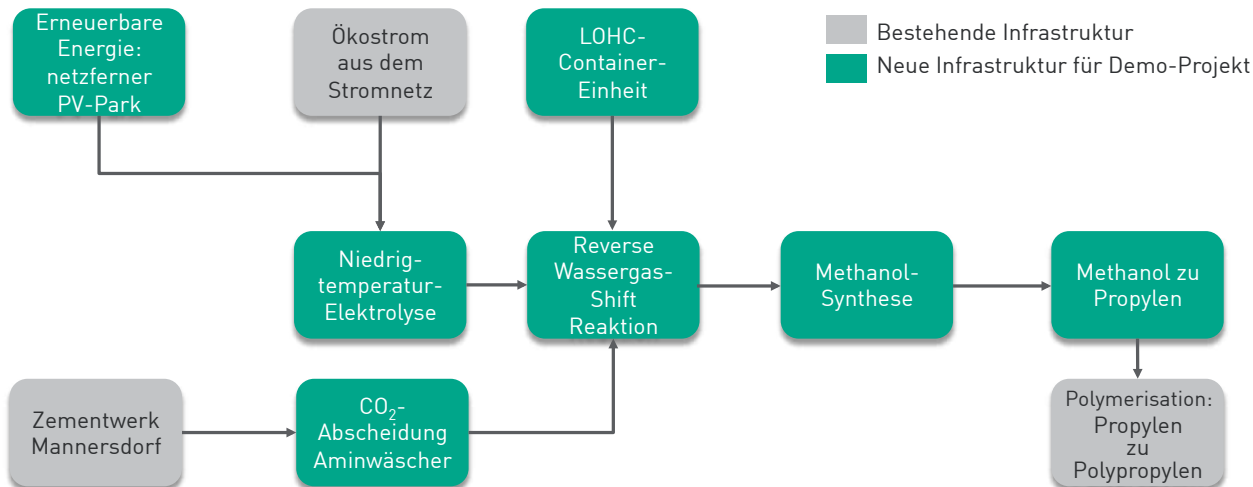 Erneuerbare
Energie:
netzferner
PV-Park
Ökostrom
aus dem
Stromnetz
LOHC-
Container-
Einheit
Bestehende Infrastruktur
Neue Infrastruktur für Demo-Projekt
Niedrig-
temperatur-
Elektrolyse
Reverse
Wassergas-
Shift
Reaktion
Methanol-
Synthese
Methanol zu
Propylen
Zementwerk
Mannersdorf
CO₂-
Abscheidung
Aminwäscher
Polymerisation:
Propylen
zu
Polypropylen